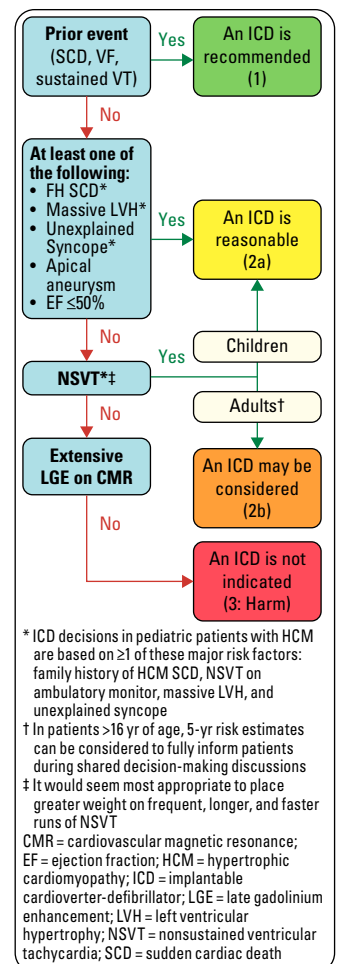 Prior event
(SCD, VF,
sustained VT)
Yes
An ICD is
recommended
(1)
No
At least one of
the following:
• FH SCD*
• Massive LVH*
• Unexplained
Syncope*
• Apical
aneurysm
• EF ≤50%
Yes
An ICD is
reasonable
(2a)
No
Yes
Children
NSVT*‡
Adults†
No
Extensive
LGE on CMR
An ICD may be
considered
(2b)
No
An ICD is not
indicated
(3: Harm)
* ICD decisions in pediatric patients with HCM
are based on ≥1 of these major risk factors:
family history of HCM SCD, NSVT on
ambulatory monitor, massive LVH, and
unexplained syncope
† In patients >16 yr of age, 5-yr risk estimates
can be considered to fully inform patients
during shared decision-making discussions
‡ It would seem most appropriate to place
greater weight on frequent, longer, and faster
runs of NSVT
CMR = cardiovascular magnetic resonance;
EF = ejection fraction; HCM = hypertrophic
cardiomyopathy; ICD = implantable
cardioverter-defibrillator; LGE = late gadolinium
enhancement; LVH = left ventricular
hypertrophy; NSVT = nonsustained ventricular
tachycardia; SCD = sudden cardiac death